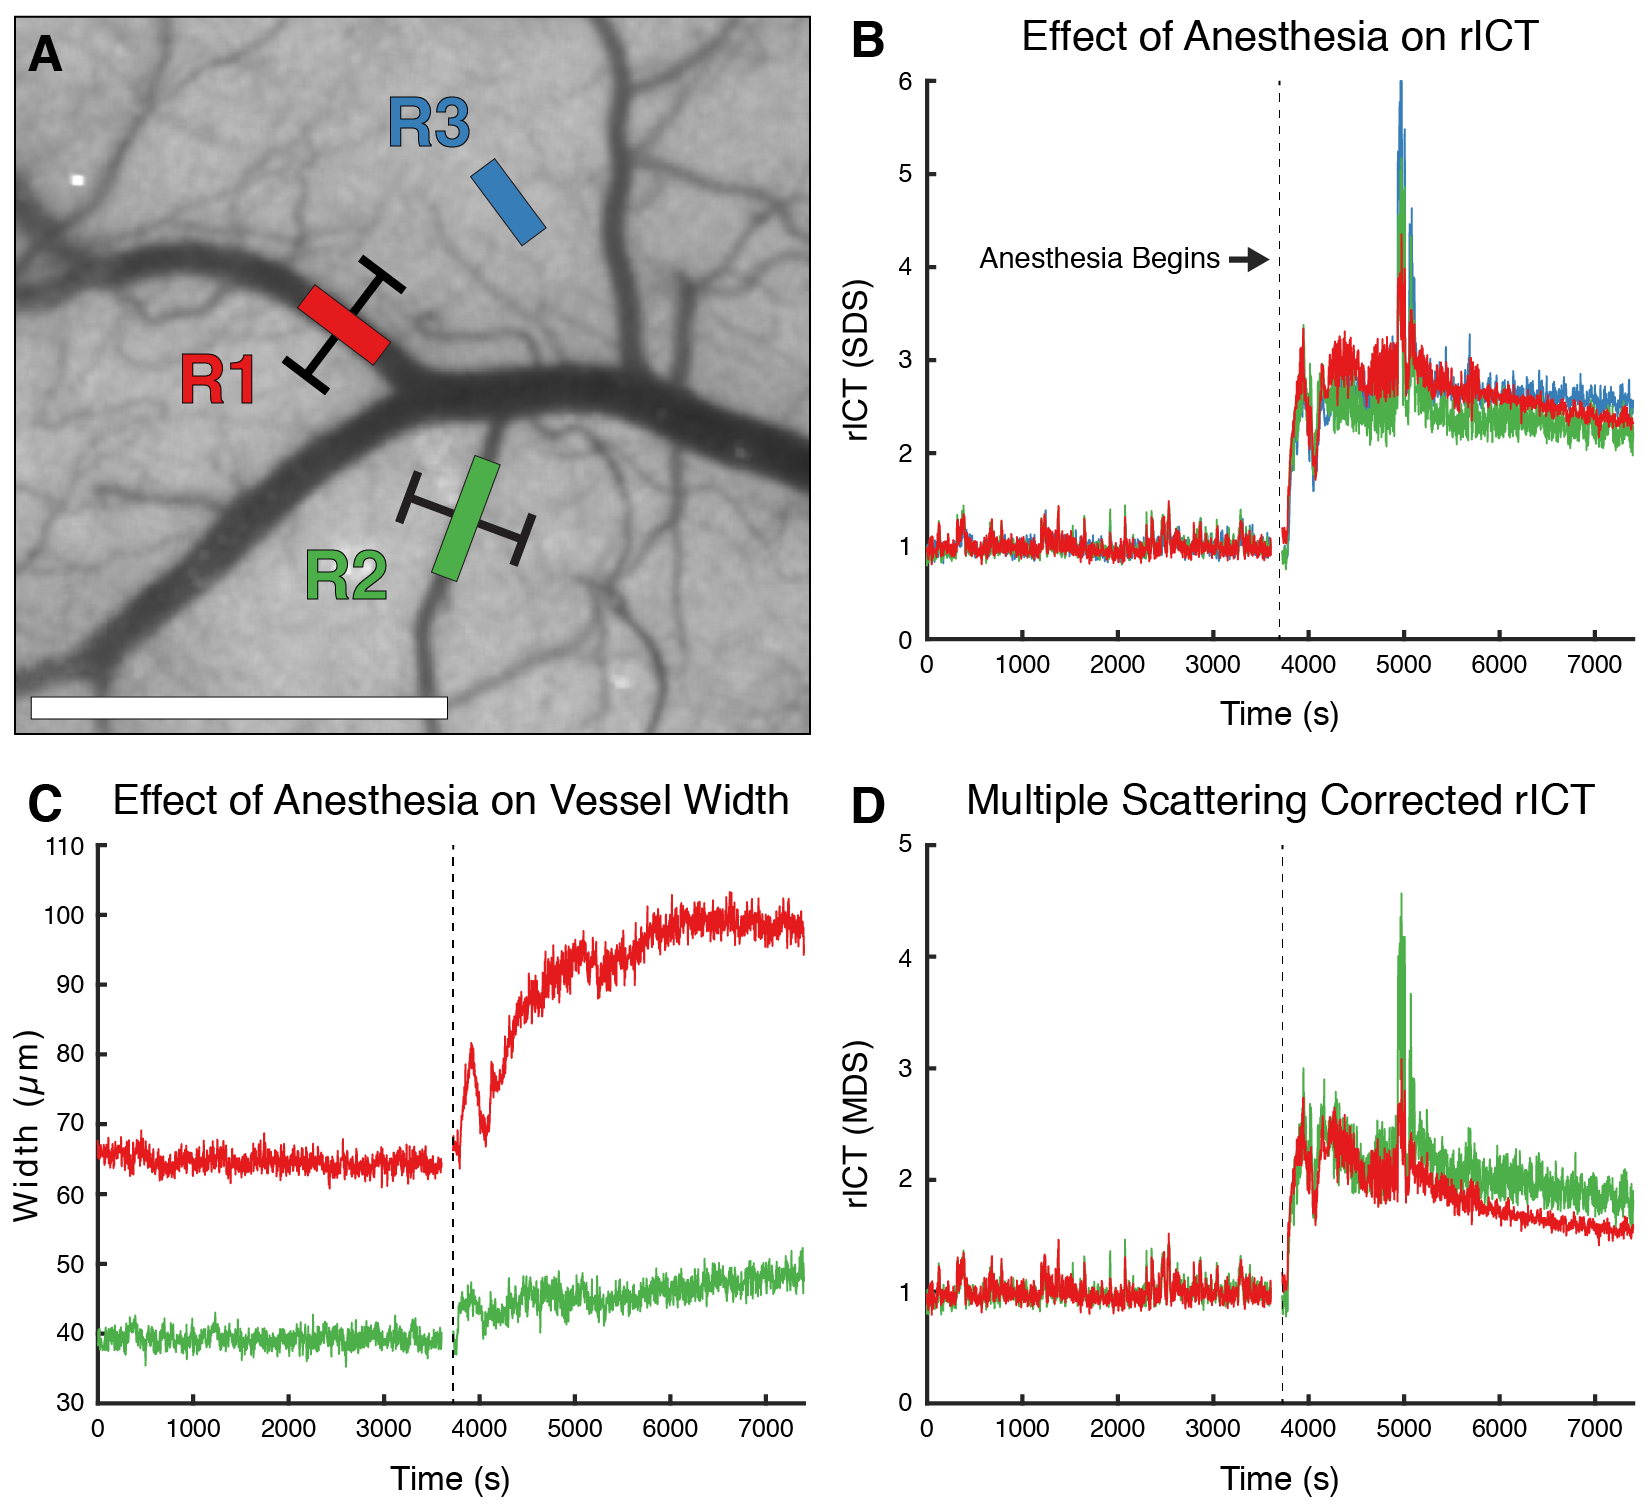 A
R3
R1
R2
B
Effect of Anesthesia on rICT
6
5
4
3
2
1
0
rICT (SDS)
Anesthesia Begins
0 1000 2000 3000 4000 5000 6000 7000
Time (s)
C
Effect of Anesthesia on Vessel Width
110
100
90
80
70
60
50
40
30
Width (µm)
0 1000 2000 3000 4000 5000 6000 7000
Time (s)
D
Multiple Scattering Corrected rICT
5
4
3
2
1
0
rICT (MDS)
0 1000 2000 3000 4000 5000 6000 7000
Time (s)